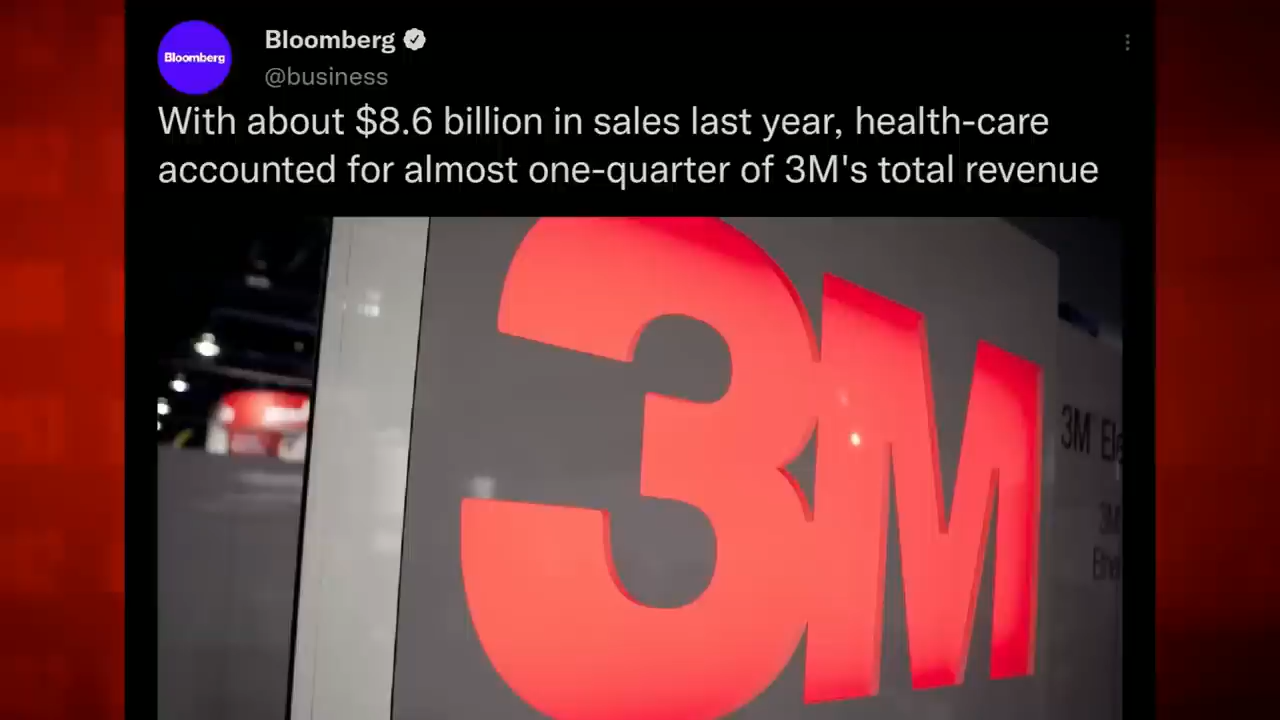 Bloomberg
Bloomberg
@business
With about $8.6 billion in sales last year, health-care
accounted for almost one-quarter of 3M's total revenue
3M
3M
3M